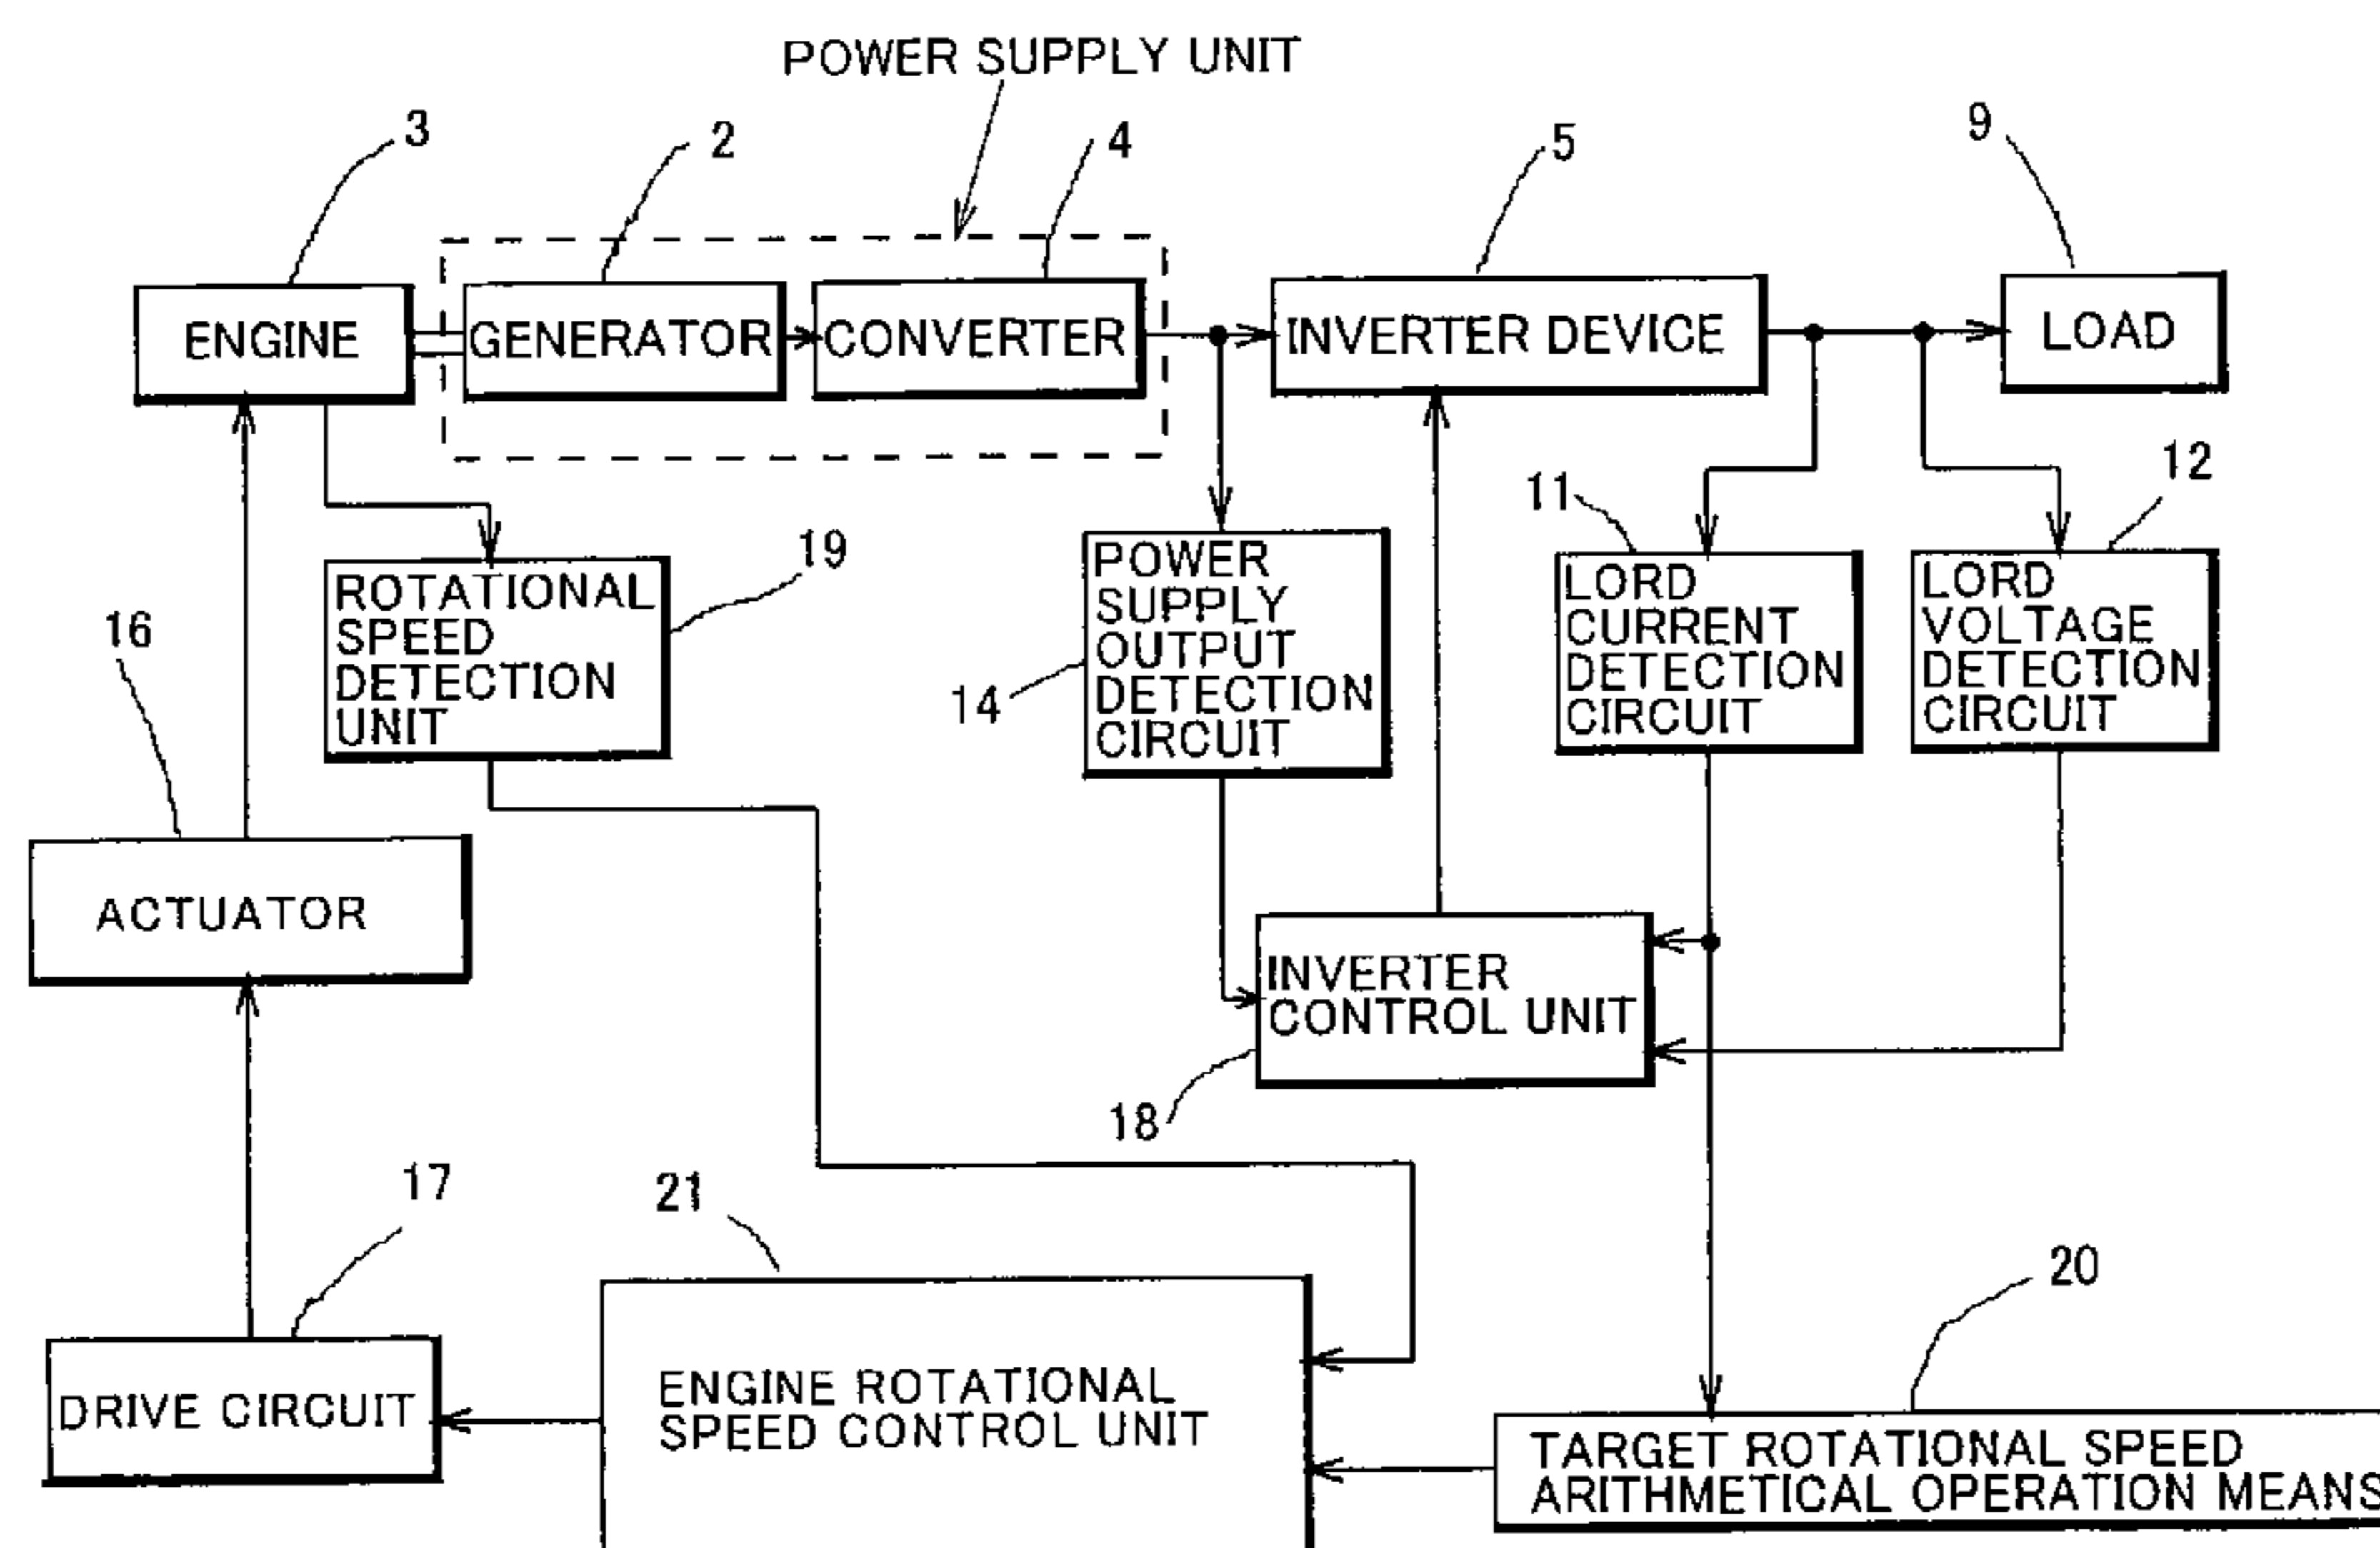 POWER SUPPLY UNIT
3
2
4
5
9
ENGINE
GENERATOR
CONVERTER
INVERTER DEVICE
LOAD
11
12
19
16
14
ROTATIONAL
SPEED
DETECTION
UNIT
POWER
SUPPLY
OUTPUT
DETECTION
CIRCUIT
LORD
CURRENT
DETECTION
CIRCUIT
LORD
VOLTAGE
DETECTION
CIRCUIT
ACTUATOR
INVERTER
CONTROL UNIT
18
17
21
20
DRIVE CIRCUIT
ENGINE ROTATIONAL
SPEED CONTROL UNIT
TARGET ROTATIONAL SPEED
ARITHMETICAL OPERATION MEANS